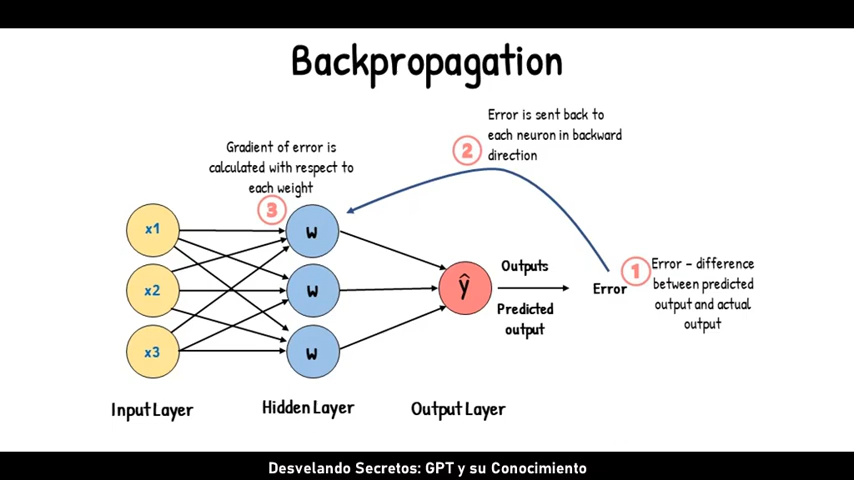 Backpropagation
Error is sent back to
each neuron in backward
direction
2
Gradient of error is
calculated with respect to
each weight
3
x1
x2
x3
w
w
w
ŷ
Outputs
Predicted
output
Error
1
Error – difference
between predicted
output and actual
output
Input Layer
Hidden Layer
Output Layer
Desvelando Secretos: GPT y su Conocimiento